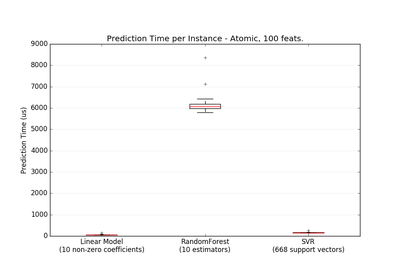 Prediction Time per Instance - Atomic, 100 feats.
9000
8000
7000
6000
5000
4000
3000
2000
1000
0
Prediction Time (us)
Linear Model
(10 non-zero coefficients)
RandomForest
(10 estimators)
SVR
(668 support vectors)